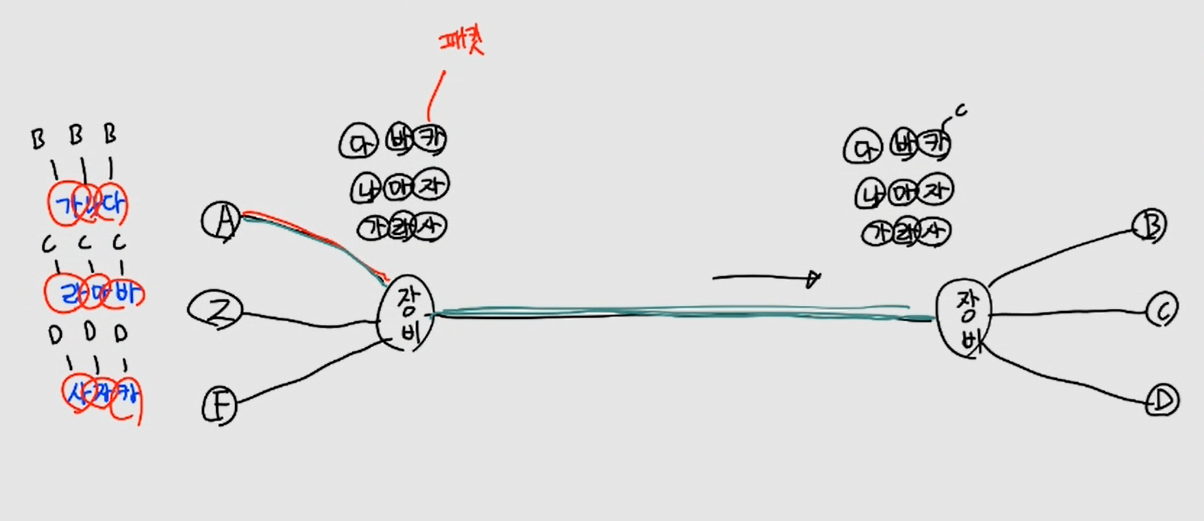 패킷
B B B
가 나 다
C C C
라 마 바
D D D
사 자 카
다 바 카
나 마 자
가 라 사
A
Z
F
장비
C
다 바 카
나 마 자
가 라 사
장비
B
C
D